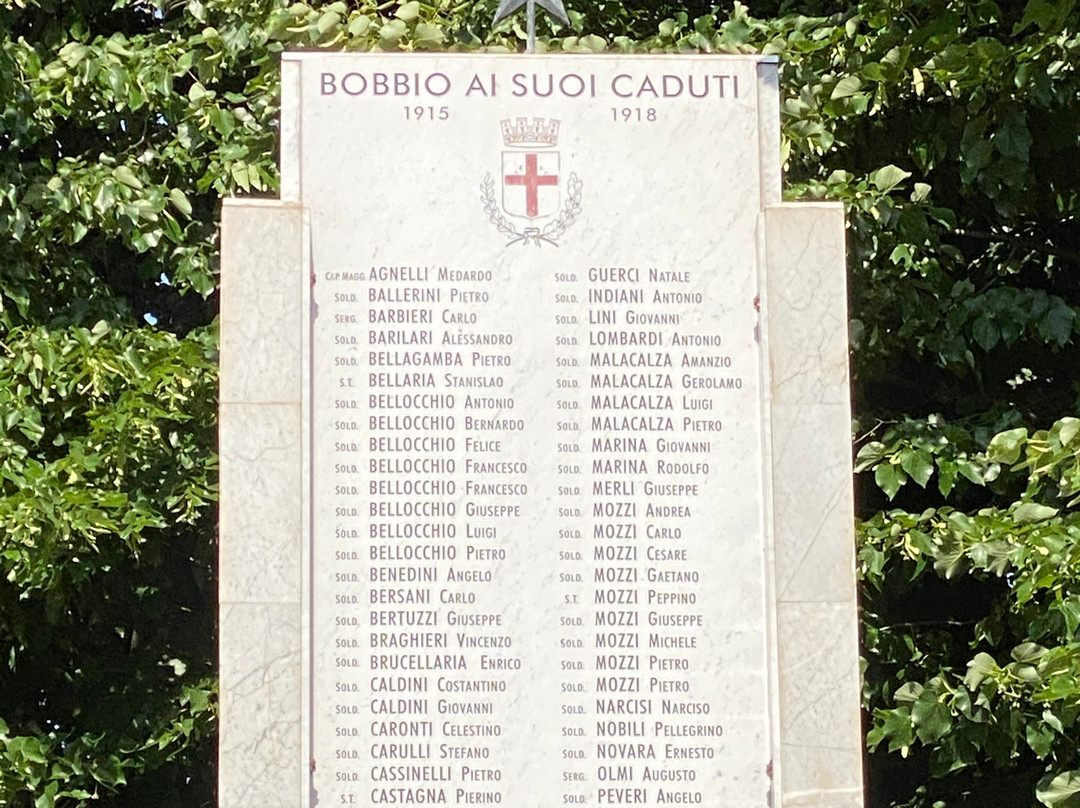 BOBBIO AI SUOI CADUTI
1915 1918
CAP. MAGG. AGNELLI MEDARDO
SOLD. BALLERINI PIETRO
SERG. BARBIERI CARLO
SOLD. BARILARI ALESSANDRO
SOLD. BELLAGAMBA PIETRO
S.T. BELLARIA STANISLAO
SOLD. BELLOCCHIO ANTONIO
SOLD. BELLOCCHIO BERNARDO
SOLD. BELLOCCHIO FELICE
SOLD. BELLOCCHIO FRANCESCO
SOLD. BELLOCCHIO FRANCESCO
SOLD. BELLOCCHIO GIUSEPPE
SOLD. BELLOCCHIO LUIGI
SOLD. BELLOCCHIO PIETRO
SOLD. BENEDINI ANGELO
SOLD. BERSANI CARLO
SOLD. BERTUZZI GIUSEPPE
SOLD. BRAGHIERI VINCENZO
SOLD. BRUCELLARIA ENRICO
SOLD. CALDINI COSTANTINO
SOLD. CALDINI GIOVANNI
SOLD. CARONTI CELESTINO
SOLD. CARULLI STEFANO
SOLD. CASSINELLI PIETRO
S.T. CASTAGNA PIERINO
SOLD. GUERCI NATALE
SOLD. INDIANI ANTONIO
SOLD. LINI GIOVANNI
SOLD. LOMBARDI ANTONIO
SOLD. MALACALZA AMANZIO
SOLD. MALACALZA GEROLAMO
SOLD. MALACALZA LUIGI
SOLD. MALACALZA PIETRO
SOLD. MARINA GIOVANNI
SOLD. MARINA RODOLFO
SOLD. MERLI GIUSEPPE
SOLD. MOZZI ANDREA
SOLD. MOZZI CARLO
SOLD. MOZZI CESARE
SOLD. MOZZI GAETANO
S.T. MOZZI PEPPINO
SOLD. MOZZI GIUSEPPE
SOLD. MOZZI MICHELE
SOLD. MOZZI PIETRO
SOLD. MOZZI PIETRO
SOLD. NARCISI NARCISO
SOLD. NOBILI PELLEGRINO
SOLD. NOVARA ERNESTO
SERG. OLMI AUGUSTO
SOLD. PEVERI ANGELO